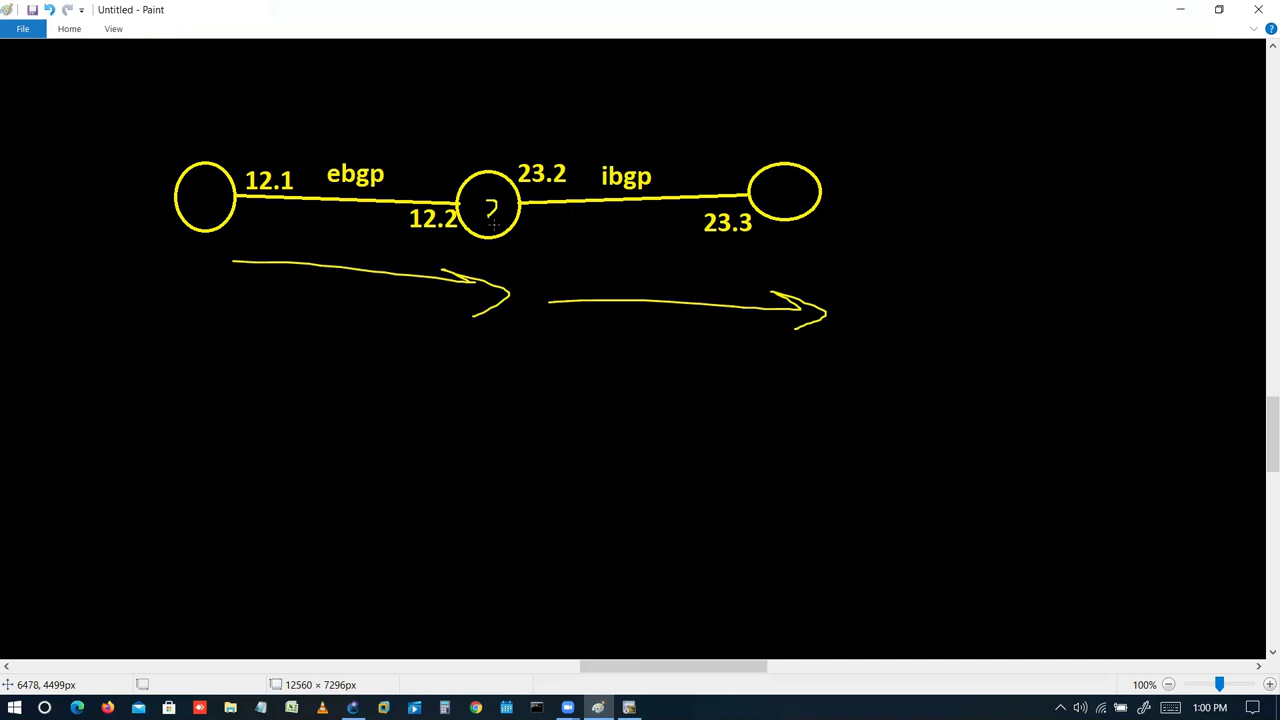 Untitled - Paint
File Home View
12.1 ebgp 23.2 ibgp
12.2 2 23.3
6478, 4499px 12560 × 7296px 100%
1:00 PM